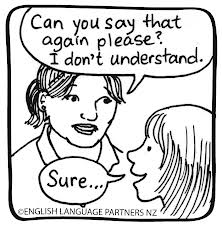 Can you say that
again please?
I don't understand.
Sure...
©ENGLISH LANGUAGE PARTNERS NZ